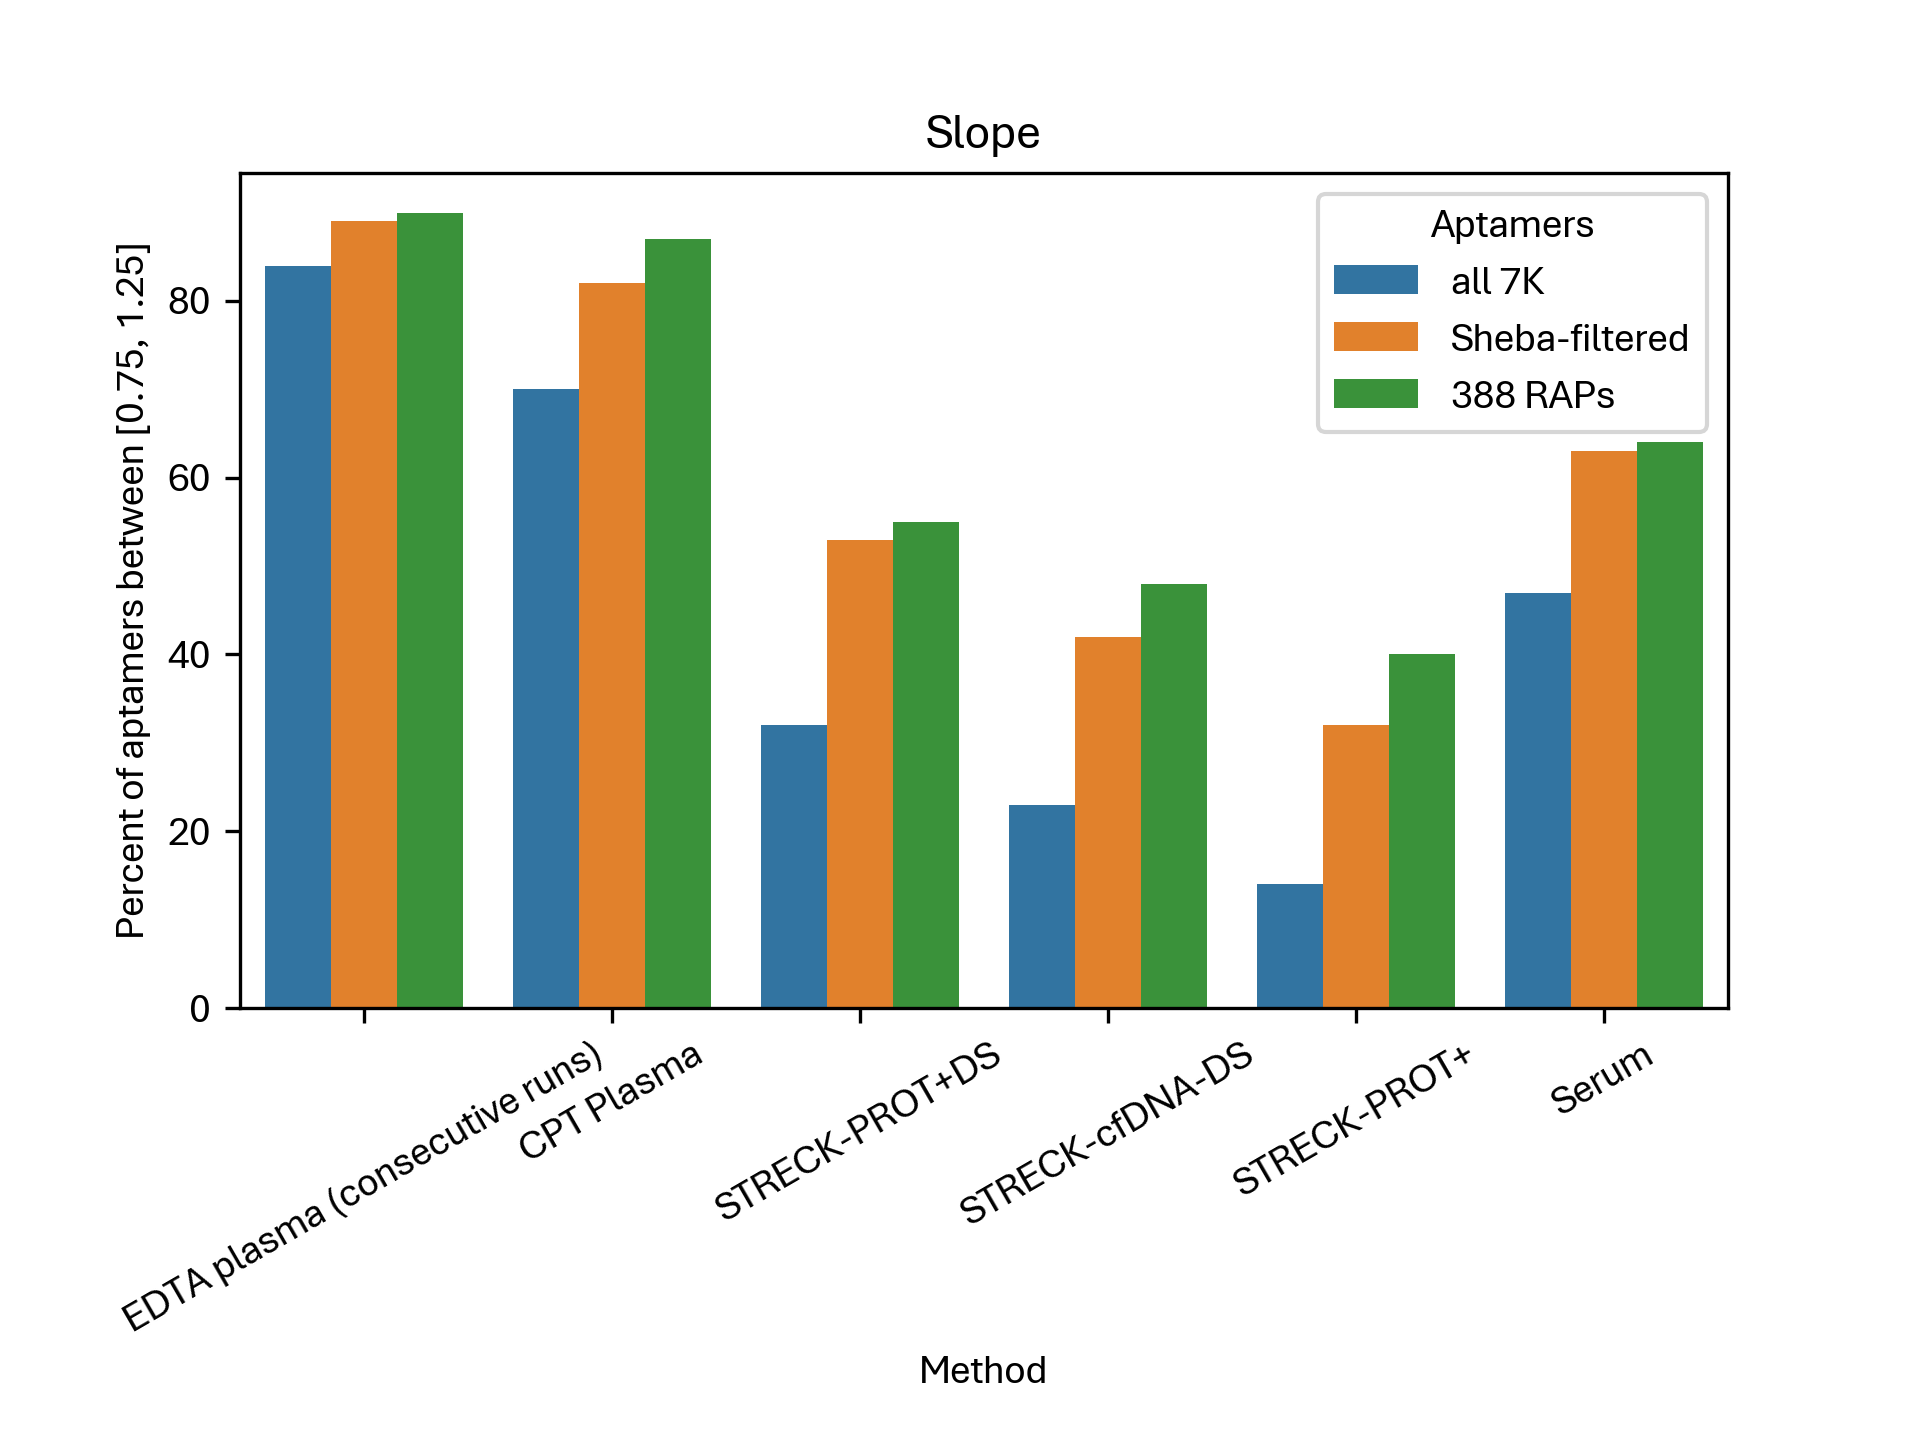 Slope
Percent of aptamers between [0.75, 1.25]
80
60
40
20
0
Aptamers
all 7K
Sheba-filtered
388 RAPs
EDTA plasma (consecutive runs)
CPT Plasma
STRECK-PROT+DS
STRECK-cfDNA-DS
STRECK-PROT+
Serum
Method